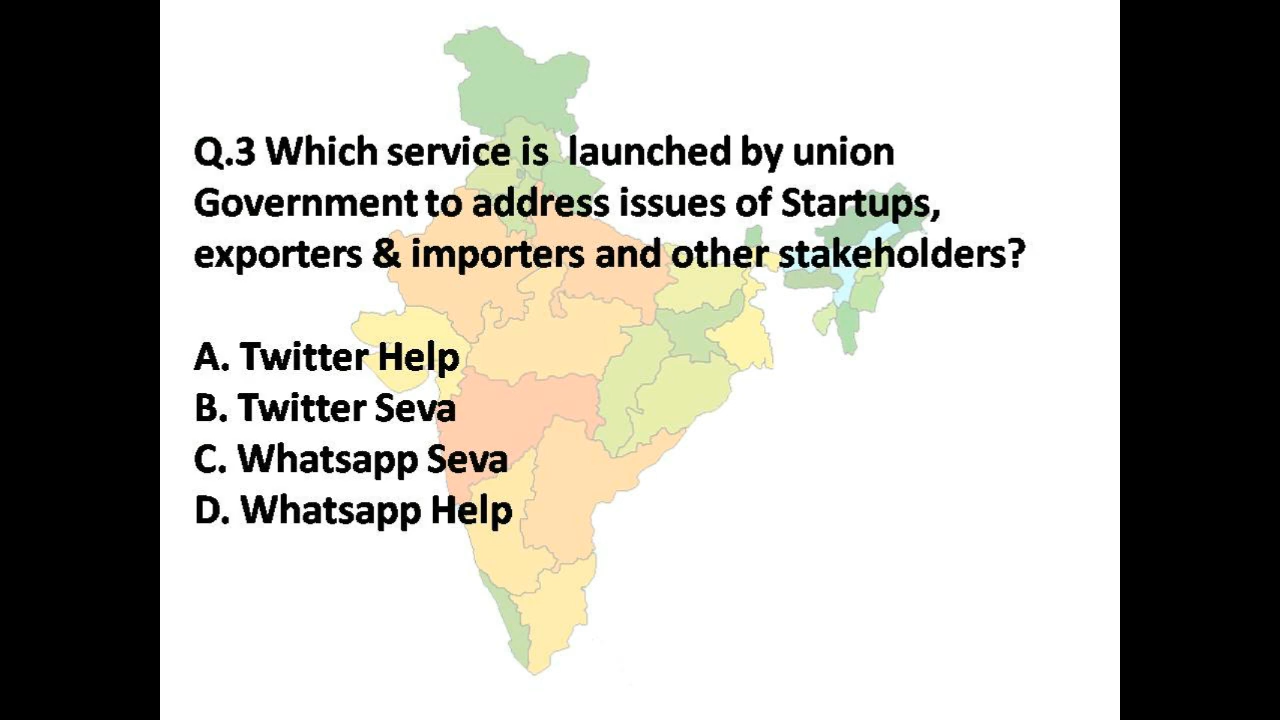 Q.3 Which service is launched by union
Government to address issues of Startups,
exporters & importers and other stakeholders?
A. Twitter Help
B. Twitter Seva
C. Whatsapp Seva
D. Whatsapp Help